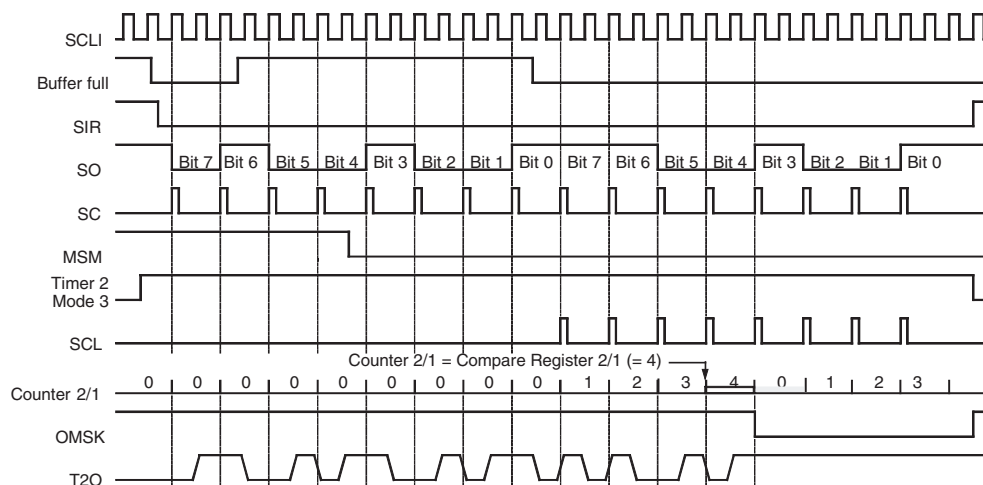 SCLI
Buffer full
SIR
SO Bit 7 Bit 6 Bit 5 Bit 4 Bit 3 Bit 2 Bit 1 Bit 0 Bit 7 Bit 6 Bit 5 Bit 4 Bit 3 Bit 2 Bit 1 Bit 0
SC
MSM
Timer 2
Mode 3
SCL
Counter 2/1 = Compare Register 2/1 (= 4)
Counter 2/1 0 0 0 0 0 0 0 0 0 1 2 3 4 0 1 2 3
OMSK
T2O